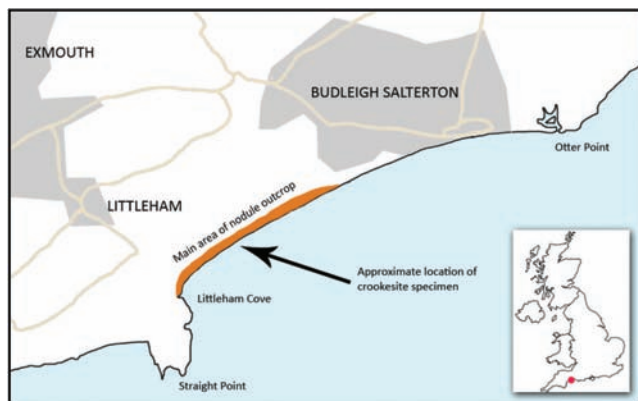 EXMOUTH
BUDLEIGH SALTERTON
Otter Point
LITTLEHAM
Main area of nodule outcrop
Approximate location of
crookesite specimen
Littleham Cove
Straight Point